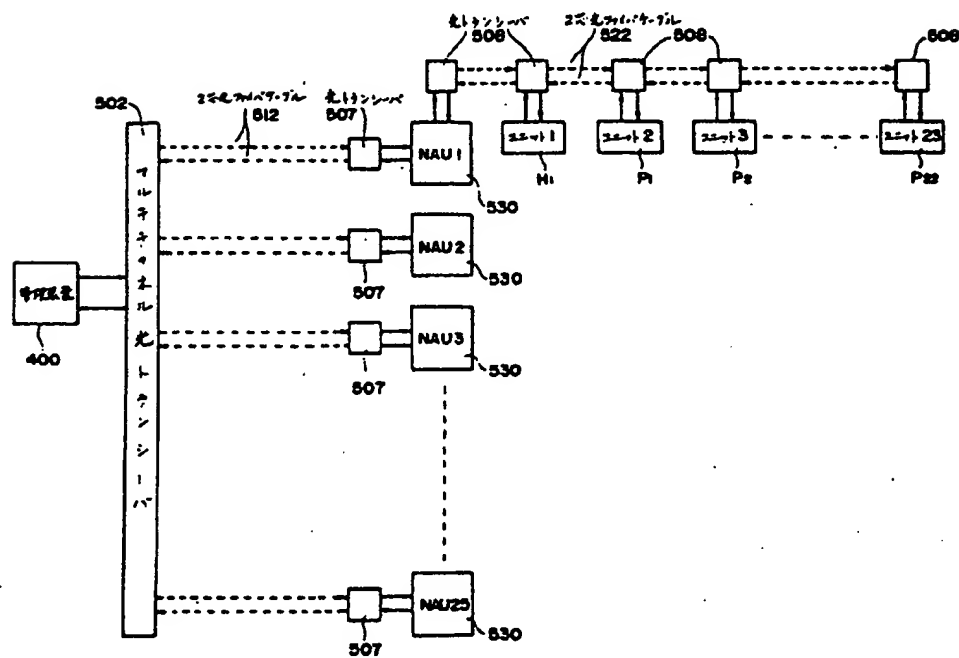 光トランシーバ
508
2芯光ファイバケーブル
522
508
508
502
2芯光ファイバケーブル
512
光トランシーバ
507
NAU1
530
ユニット1
H1
ユニット2
P1
ユニット3
P2
ユニット23
P22
マルチチャネル光トランシーバ
管理装置
400
NAU2
530
507
NAU3
530
507
NAU25
530
507